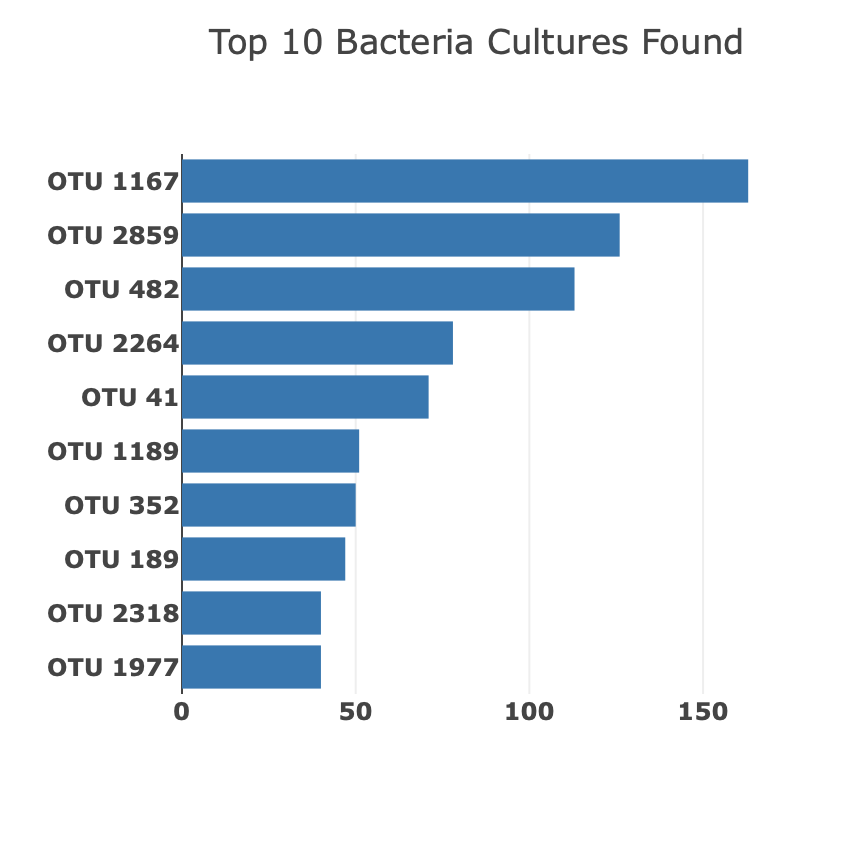 Top 10 Bacteria Cultures Found
OTU 1167
OTU 2859
OTU 482
OTU 2264
OTU 41
OTU 1189
OTU 352
OTU 189
OTU 2318
OTU 1977
0 50 100 150